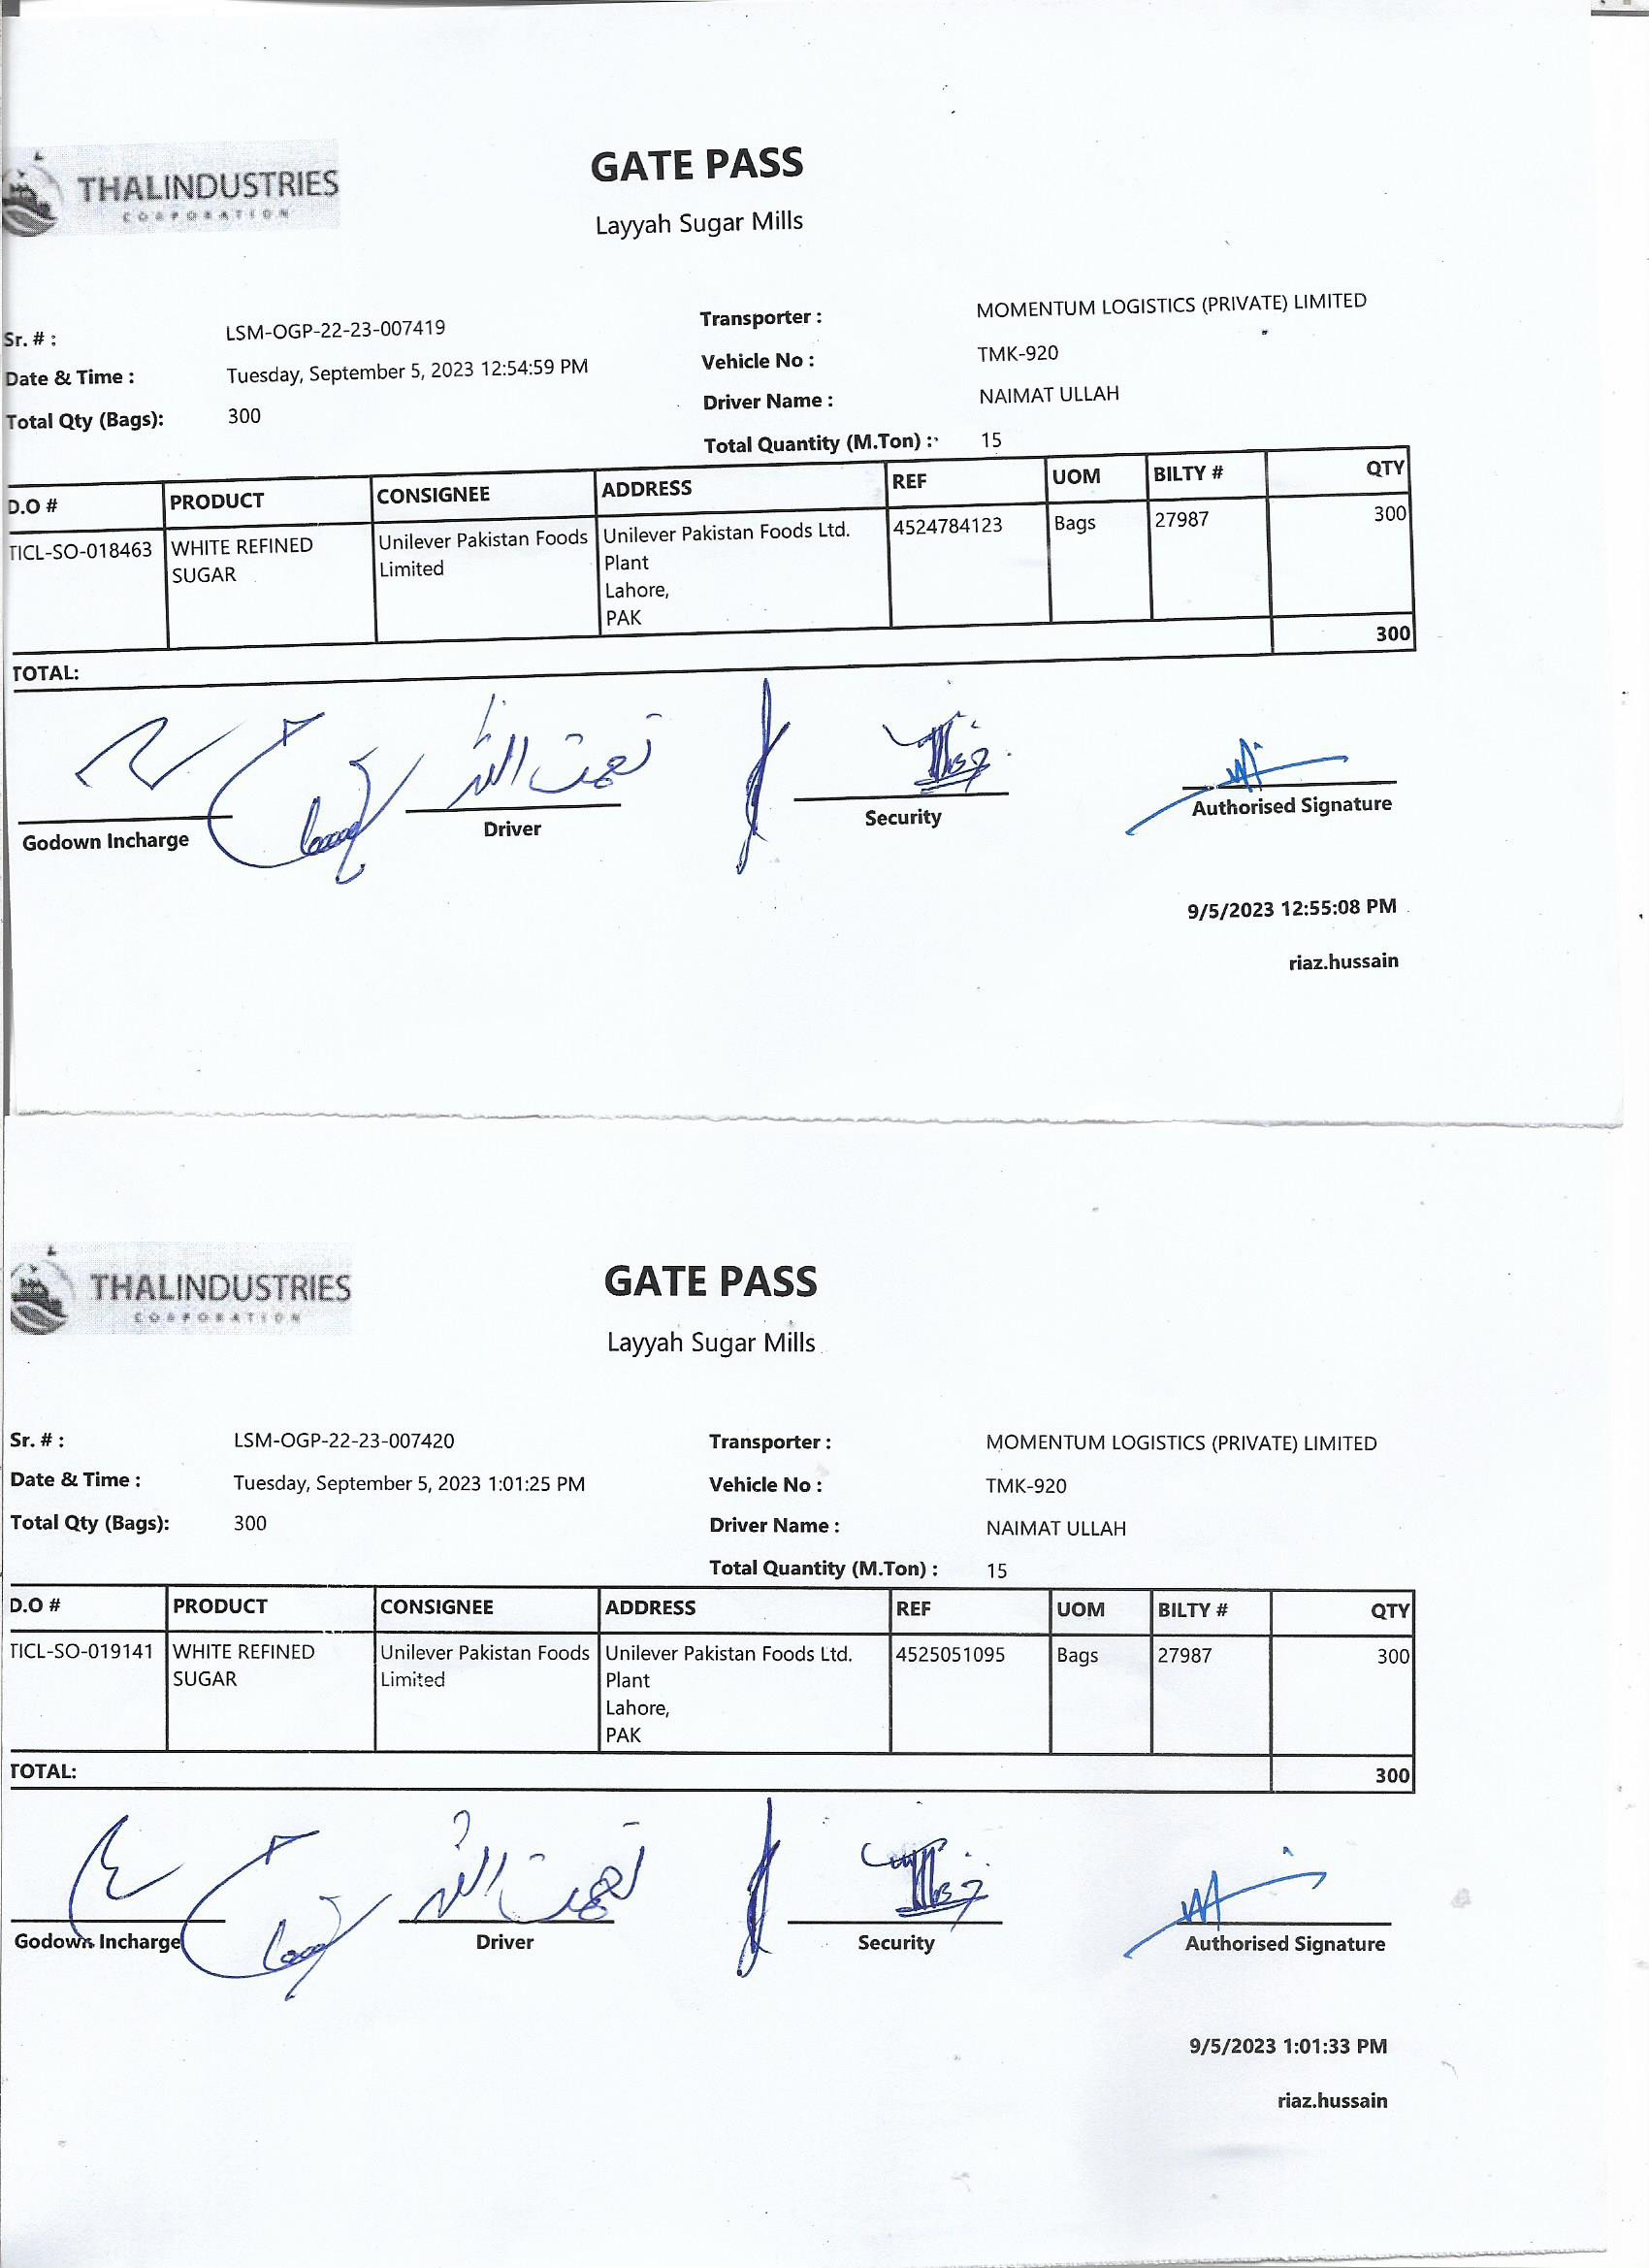 THALINDUSTRIES
CORPORATION
GATE PASS
Layyah Sugar Mills
Sr. # : LSM-OGP-22-23-007419
Date & Time : Tuesday, September 5, 2023 12:54:59 PM
Total Qty (Bags): 300
Transporter : MOMENTUM LOGISTICS (PRIVATE) LIMITED
Vehicle No : TMK-920
Driver Name : NAIMAT ULLAH
Total Quantity (M.Ton) : 15
D.O # PRODUCT CONSIGNEE ADDRESS REF UOM BILTY # QTY
TICL-SO-018463 WHITE REFINED Unilever Pakistan Foods Unilever Pakistan Foods Ltd. 4524784123 Bags 27987 300
SUGAR Limited Plant
Lahore,
PAK
TOTAL: 300
نعمت اللہ
Godown Incharge Driver Security Authorised Signature
9/5/2023 12:55:08 PM
riaz.hussain
THALINDUSTRIES
CORPORATION
GATE PASS
Layyah Sugar Mills
Sr. # : LSM-OGP-22-23-007420
Date & Time : Tuesday, September 5, 2023 1:01:25 PM
Total Qty (Bags): 300
Transporter : MOMENTUM LOGISTICS (PRIVATE) LIMITED
Vehicle No : TMK-920
Driver Name : NAIMAT ULLAH
Total Quantity (M.Ton) : 15
D.O # PRODUCT CONSIGNEE ADDRESS REF UOM BILTY # QTY
TICL-SO-019141 WHITE REFINED Unilever Pakistan Foods Unilever Pakistan Foods Ltd. 4525051095 Bags 27987 300
SUGAR Limited Plant
Lahore,
PAK
TOTAL: 300
نعمت اللہ
Godown Incharge Driver Security Authorised Signature
9/5/2023 1:01:33 PM
riaz.hussain